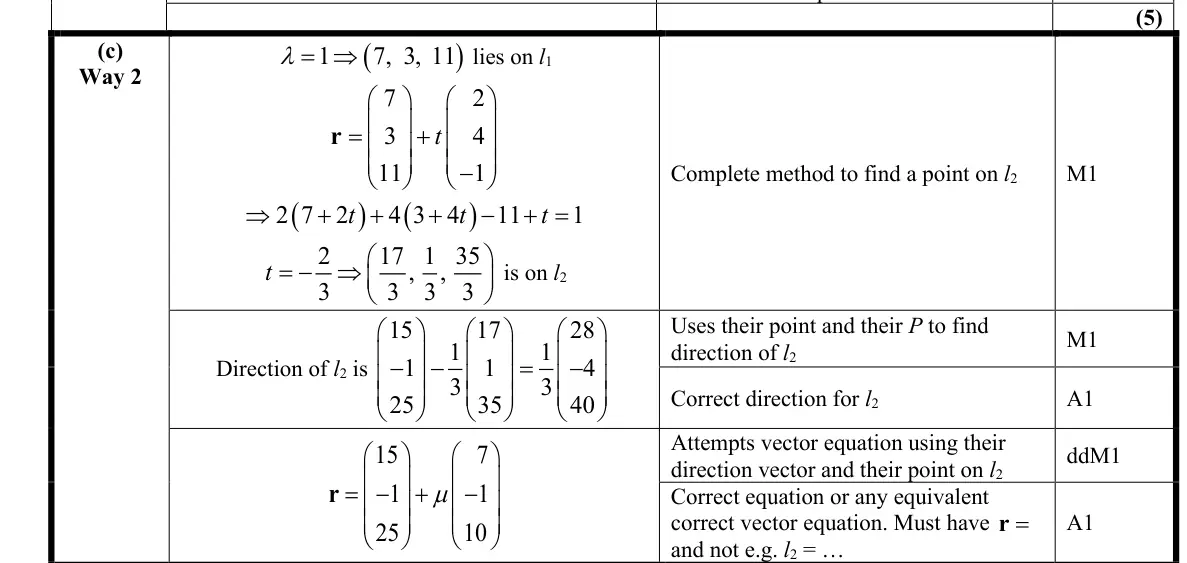 (5)
(c)
Way 2
λ = 1 ⇒ (7, 3, 11) lies on l₁
r = (7 3 11) + t (2 4 −1)
⇒ 2(7 + 2t) + 4(3 + 4t) − 11 + t = 1
t = −2/3 ⇒ (17/3, 1/3, 35/3) is on l₂
Complete method to find a point on l₂
M1
Direction of l₂ is (15 −1 25) − 1/3 (17 1 35) = 1/3 (28 −4 40)
Uses their point and their P to find
direction of l₂
M1
Correct direction for l₂
A1
r = (15 −1 25) + μ (7 −1 10)
Attempts vector equation using their
direction vector and their point on l₂
ddM1
Correct equation or any equivalent
correct vector equation. Must have r =
and not e.g. l₂ = …
A1